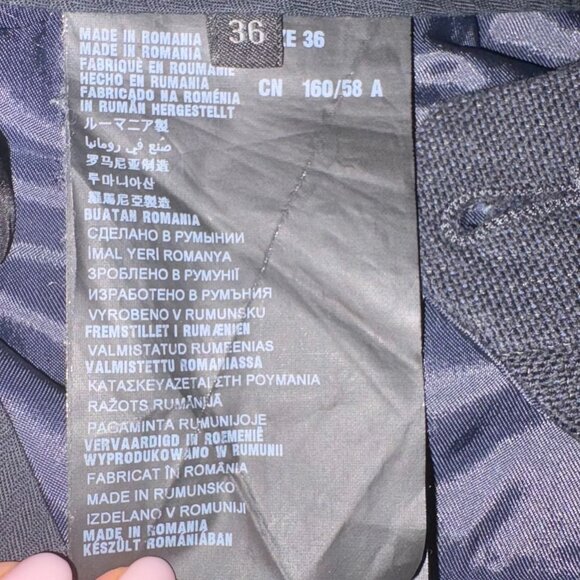 36
MADE IN ROMANIA
MADE IN ROMANIA
FABRIQUÉ EN ROUMANIE
HECHO EN RUMANIA
FABRICADO NA ROMÉNIA
IN RUMÄN HERGESTELLT
ルーマニア製
صنع في رومانيا
罗马尼亚制造
루마니아산
羅馬尼亞製造
BUATAN ROMANIA
СДЕЛАНО В РУМЫНИИ
İMAL YERİ ROMANYA
ЗРОБЛЕНО В РУМУНІЇ
ИЗРАБОТЕНО В РУМЪНИЯ
VYROBENO V RUMUNSKU
FREMSTILLET I RUMÆNIEN
VALMISTATUD RUMEENIAS
VALMISTETTU ROMANIASSA
ΚΑΤΑΣΚΕΥΑΖΕΤΑΙ ΣΤΗ ΡΟΥΜΑΝΙΑ
RAŽOTS RUMĀNIJĀ
PAGAMINTA RUMUNIJOJE
VERVAARDIGD IN ROEMENIË
WYPRODUKOWANO W RUMUNII
FABRICAT ÎN ROMÂNIA
MADE IN RUMUNSKO
IZDELANO V ROMUNIJI
MADE IN ROMANIA
KÉSZÜLT ROMÁNIÁBAN
ZE 36
CN 160/58 A